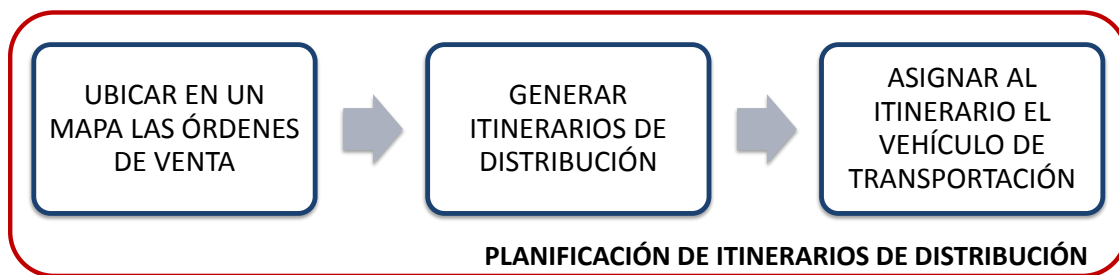 UBICAR EN UN
MAPA LAS ÓRDENES
DE VENTA
GENERAR
ITINERARIOS DE
DISTRIBUCIÓN
ASIGNAR AL
ITINERARIO EL
VEHÍCULO DE
TRANSPORTACIÓN
PLANIFICACIÓN DE ITINERARIOS DE DISTRIBUCIÓN